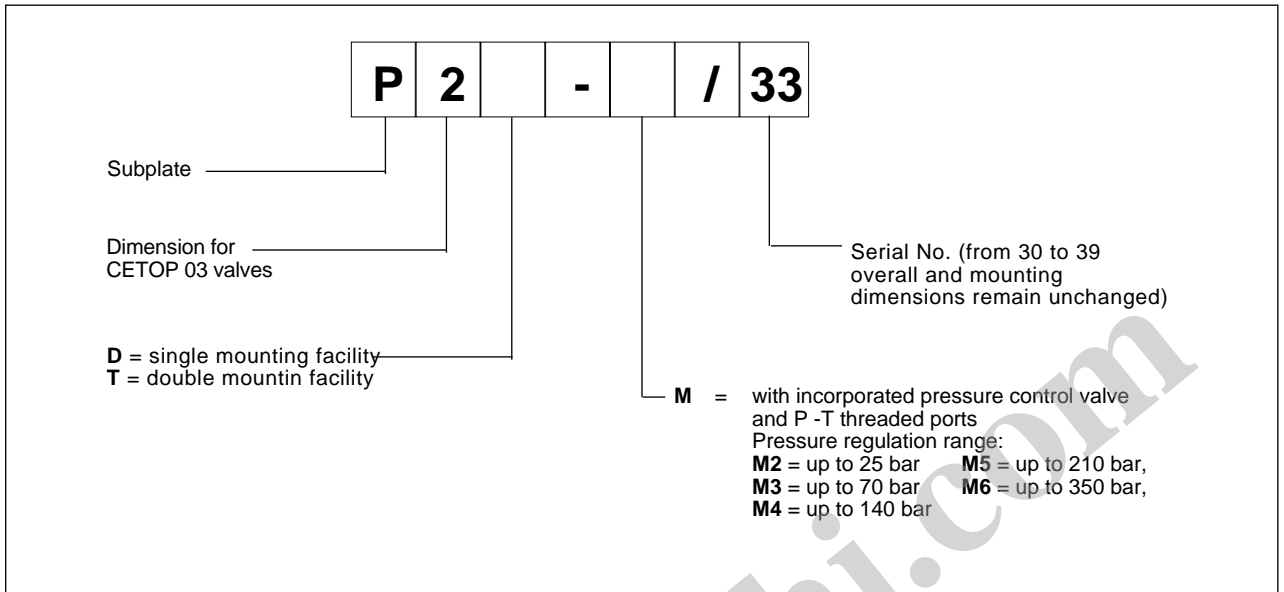 P 2 - / 33
Subplate
Dimension for
CETOP 03 valves
D = single mounting facility
T = double mountin facility
Serial No. (from 30 to 39
overall and mounting
dimensions remain unchanged)
M = with incorporated pressure control valve
and P -T threaded ports
Pressure regulation range:
M2 = up to 25 bar M5 = up to 210 bar,
M3 = up to 70 bar M6 = up to 350 bar,
M4 = up to 140 bar